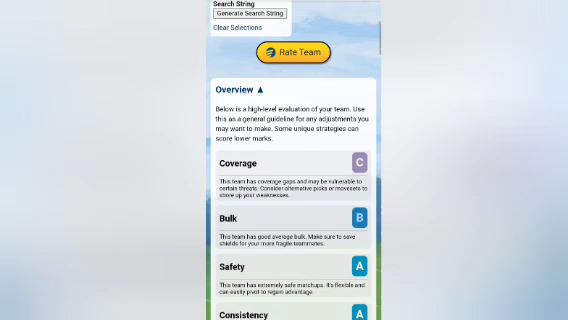 Search String
Generate Search String
Clear Selections
Rate Team
Overview ▲
Below is a high-level evaluation of your team. Use
this as a general guideline for any adjustments you
may want to make. Some unique strategies can
score lower marks.
Coverage C
This team has coverage gaps and may be vulnerable to
certain threats. Consider alternative picks or movesets to
shore up your weaknesses.
Bulk B
This team has good average bulk. Make sure to save
shields for your more fragile teammates.
Safety A
This team has extremely safe matchups. It's flexible and
can easily pivot to regain advantage.
Consistency A